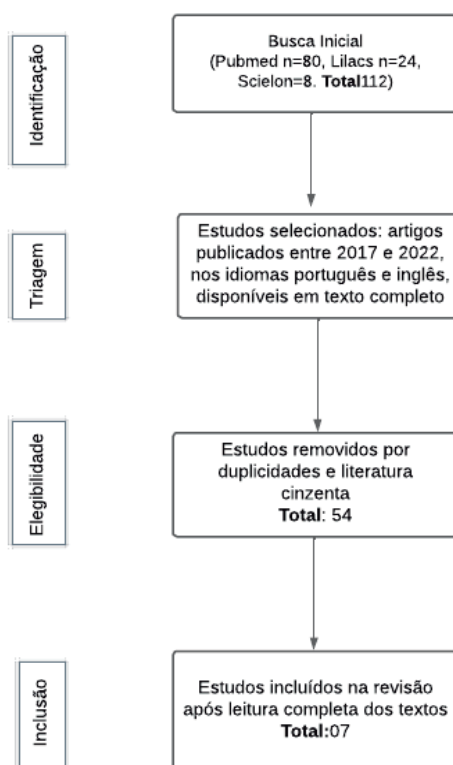 Identificação
Busca Inicial
(Pubmed n=80, Lilacs n=24,
Scielon=8. Total112)
Triagem
Estudos selecionados: artigos
publicados entre 2017 e 2022,
nos idiomas português e inglês,
disponíveis em texto completo
Elegibilidade
Estudos removidos por
duplicidades e literatura
cinzenta
Total: 54
Inclusão
Estudos incluídos na revisão
após leitura completa dos textos
Total:07